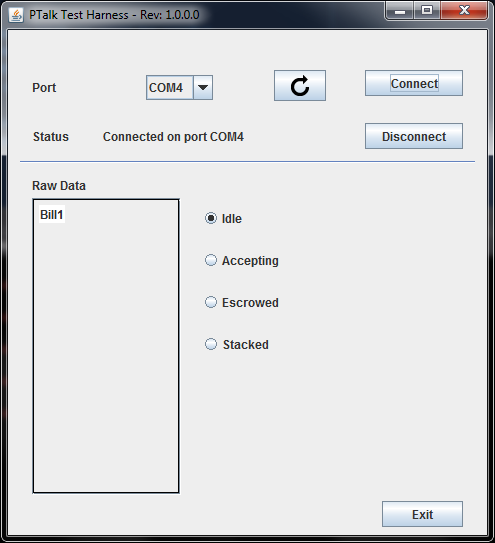 PTalk Test Harness - Rev: 1.0.0.0
Port COM4 Connect
Status Connected on port COM4 Disconnect
Raw Data
Bill1
Idle
Accepting
Escrowed
Stacked
Exit